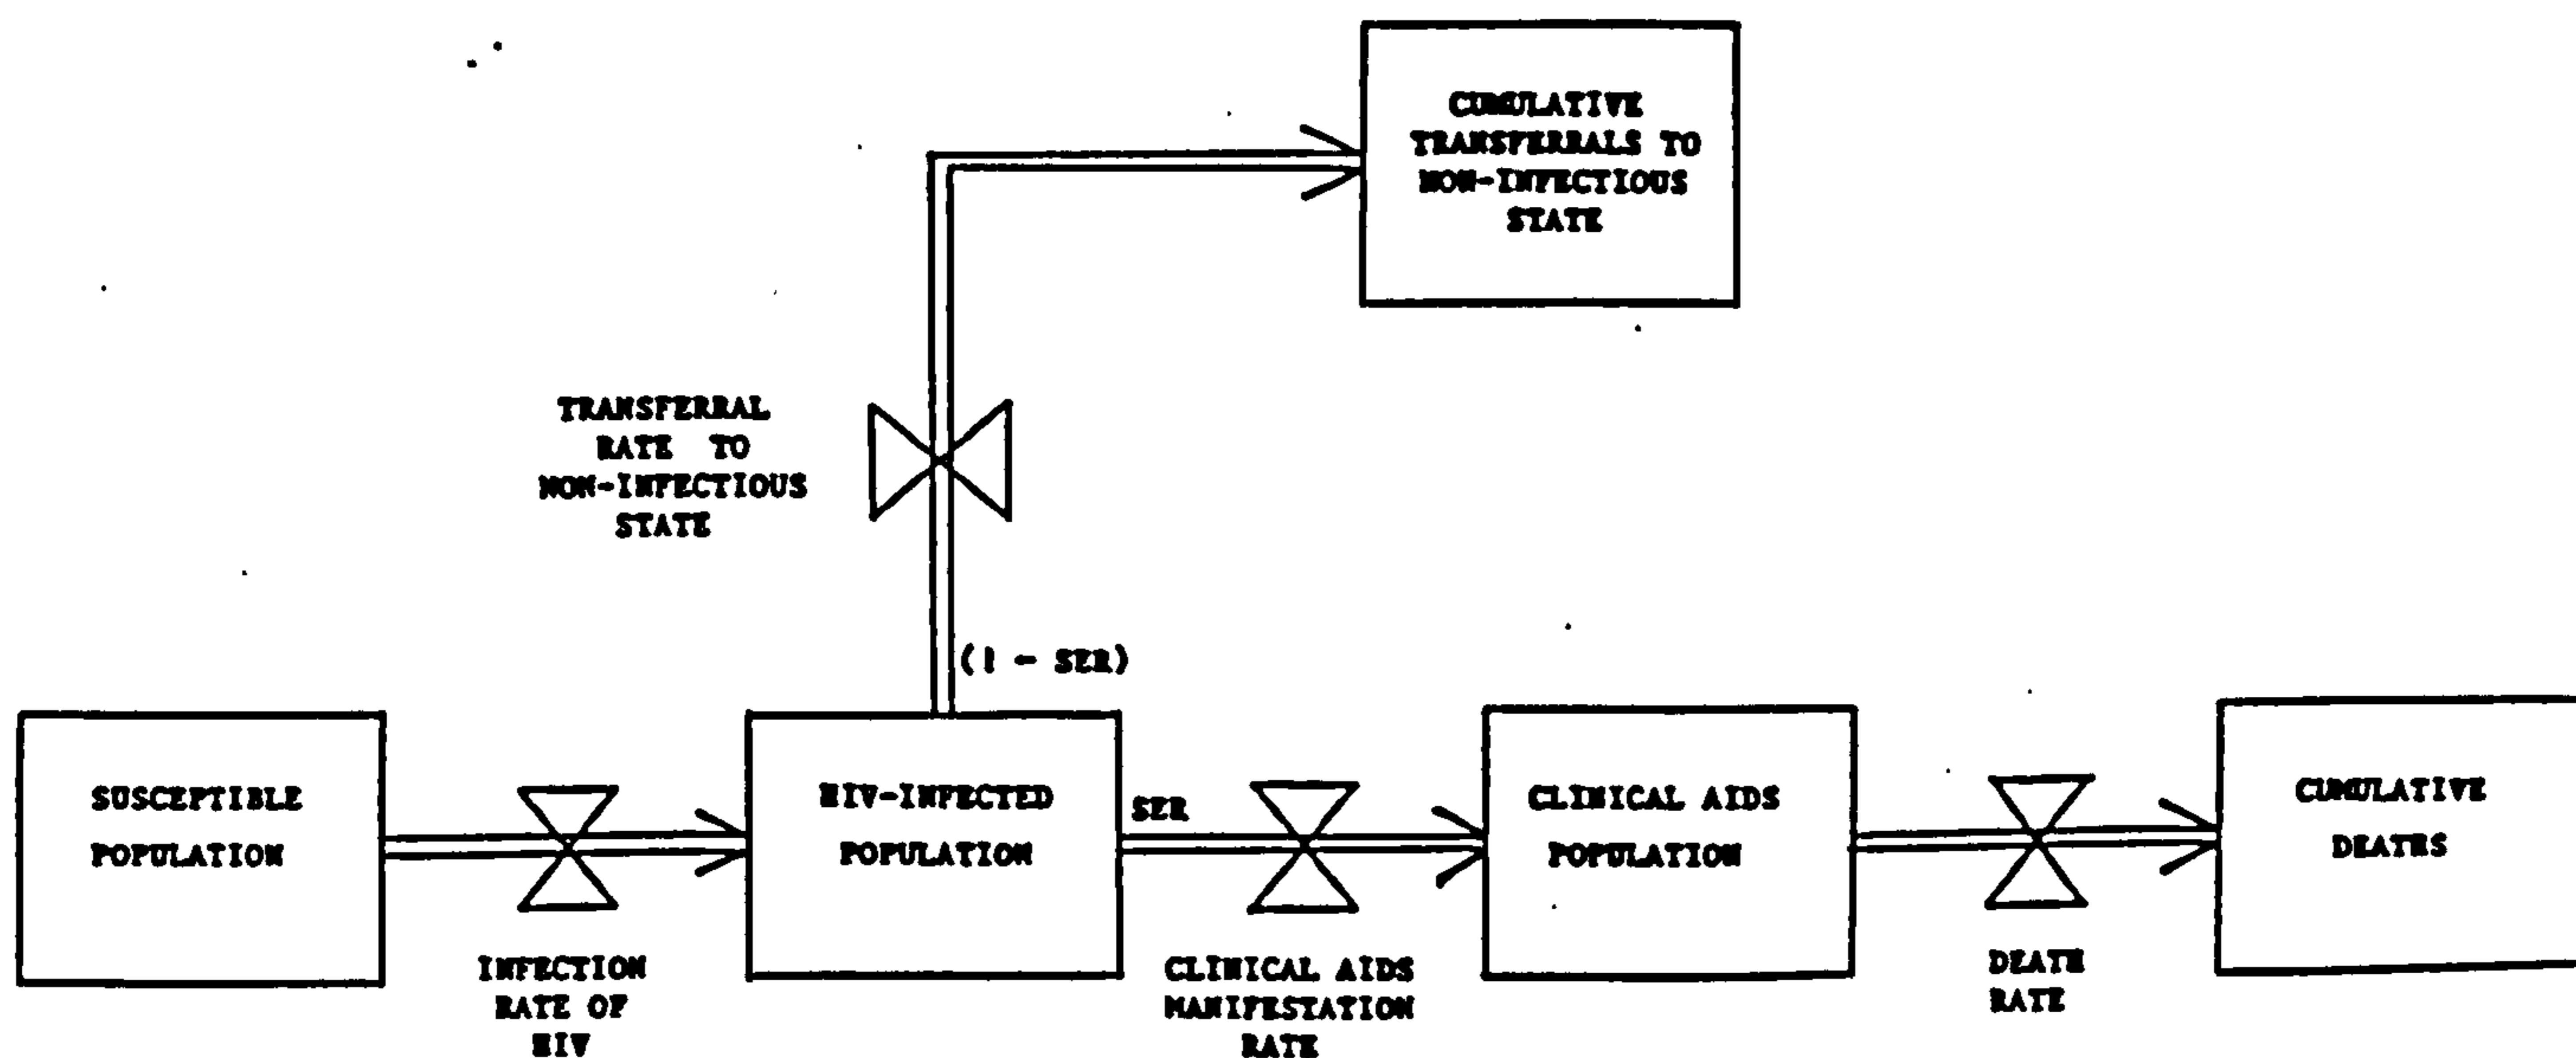 CUMULATIVE
TRANSFERRALS TO
NON-INFECTIOUS
STATE
TRANSFERRAL
RATE TO
NON-INFECTIOUS
STATE
(1 - SER)
SUSCEPTIBLE
POPULATION
INFECTION
RATE OF
HIV
HIV-INFECTED
POPULATION
SER
CLINICAL AIDS
MANIFESTATION
RATE
CLINICAL AIDS
POPULATION
DEATH
RATE
CUMULATIVE
DEATHS